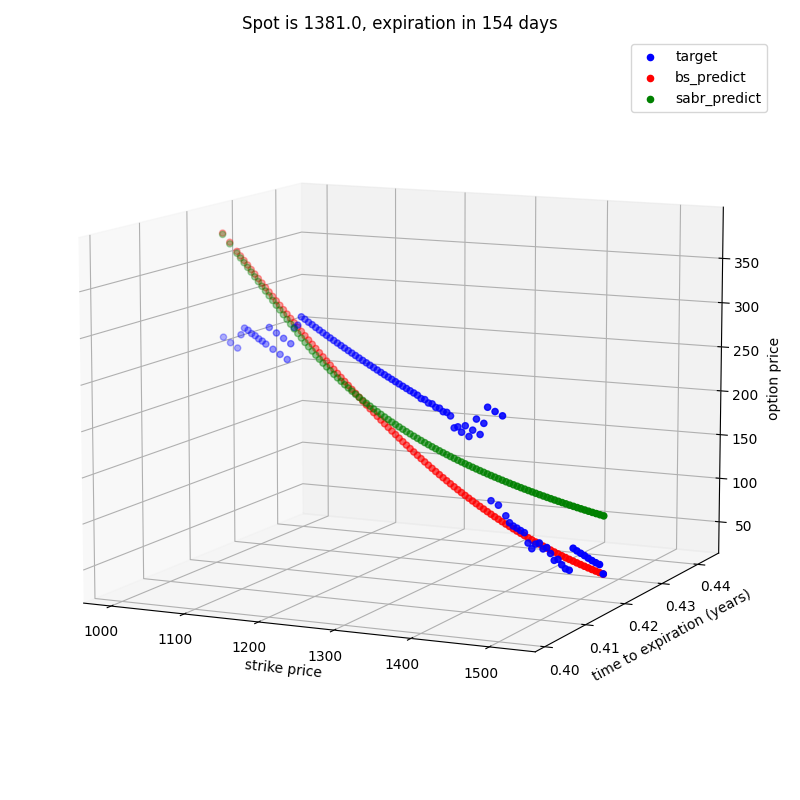 Spot is 1381.0, expiration in 154 days
target
bs_predict
sabr_predict
350
300
250
200
150
100
50
option price
0.44
0.43
0.42
0.41
0.40
time to expiration (years)
1000
1100
1200
1300
1400
1500
strike price